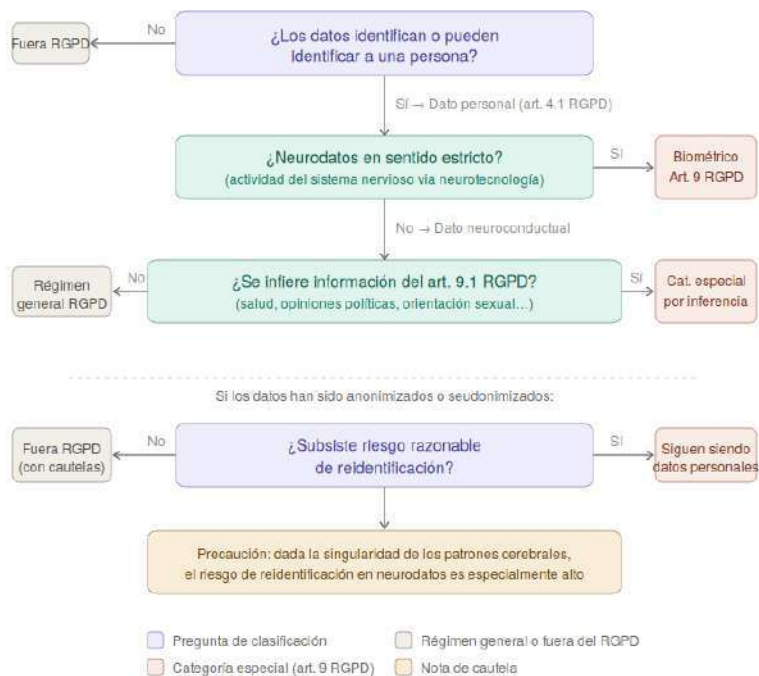 No
Fuera RGPD
¿Los datos identifican o pueden
identificar a una persona?
Sí → Dato personal (art. 4.1 RGPD)
¿Neurodatos en sentido estricto?
(actividad del sistema nervioso via neurotecnología)
Sí
Biométrico
Art. 9 RGPD
No → Dato neuroconductual
Régimen
general RGPD
No
¿Se infiere información del art. 9.1 RGPD?
(salud, opiniones políticas, orientación sexual...)
Sí
Cat. especial
por inferencia
Si los datos han sido anonimizados o seudonimizados:
Fuera RGPD
(con cautelas)
No
¿Subsiste riesgo razonable
de reidentificación?
Sí
Siguen siendo
datos personales
Precaución: dada la singularidad de los patrones cerebrales,
el riesgo de reidentificación en neurodatos es especialmente alto
Pregunta de clasificación
Régimen general o fuera del RGPD
Categoría especial (art. 9 RGPD)
Nota de cautela